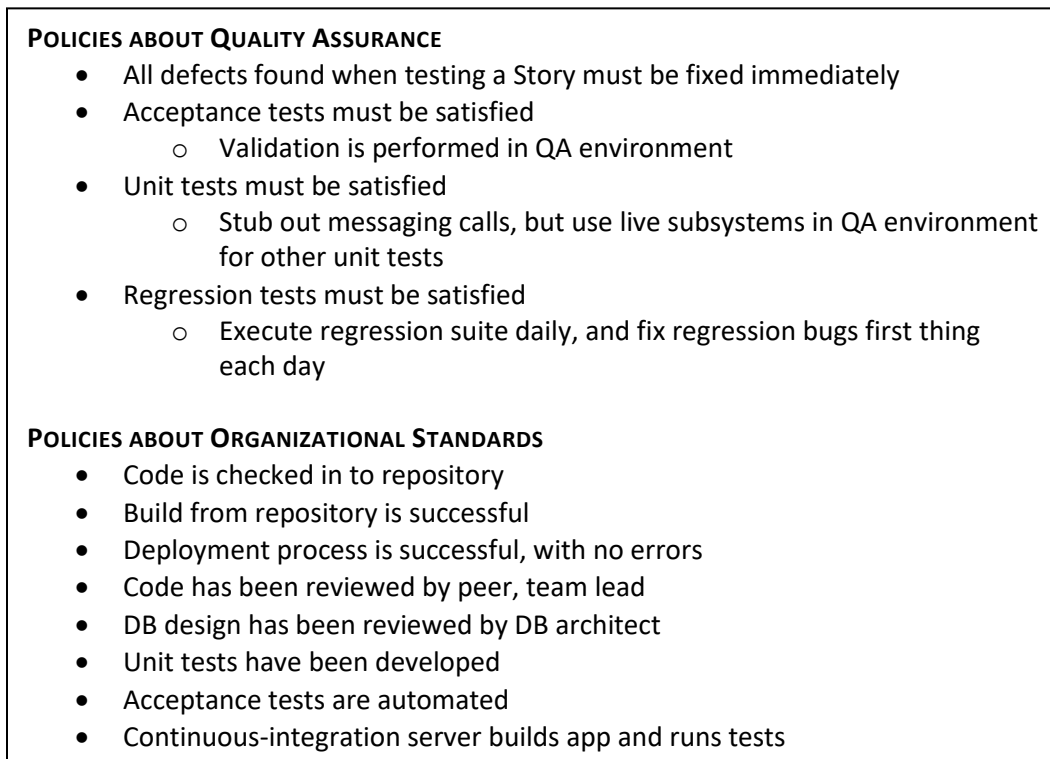 POLICIES ABOUT QUALITY ASSURANCE
• All defects found when testing a Story must be fixed immediately
• Acceptance tests must be satisfied
o Validation is performed in QA environment
• Unit tests must be satisfied
o Stub out messaging calls, but use live subsystems in QA environment
for other unit tests
• Regression tests must be satisfied
o Execute regression suite daily, and fix regression bugs first thing
each day
POLICIES ABOUT ORGANIZATIONAL STANDARDS
• Code is checked in to repository
• Build from repository is successful
• Deployment process is successful, with no errors
• Code has been reviewed by peer, team lead
• DB design has been reviewed by DB architect
• Unit tests have been developed
• Acceptance tests are automated
• Continuous-integration server builds app and runs tests